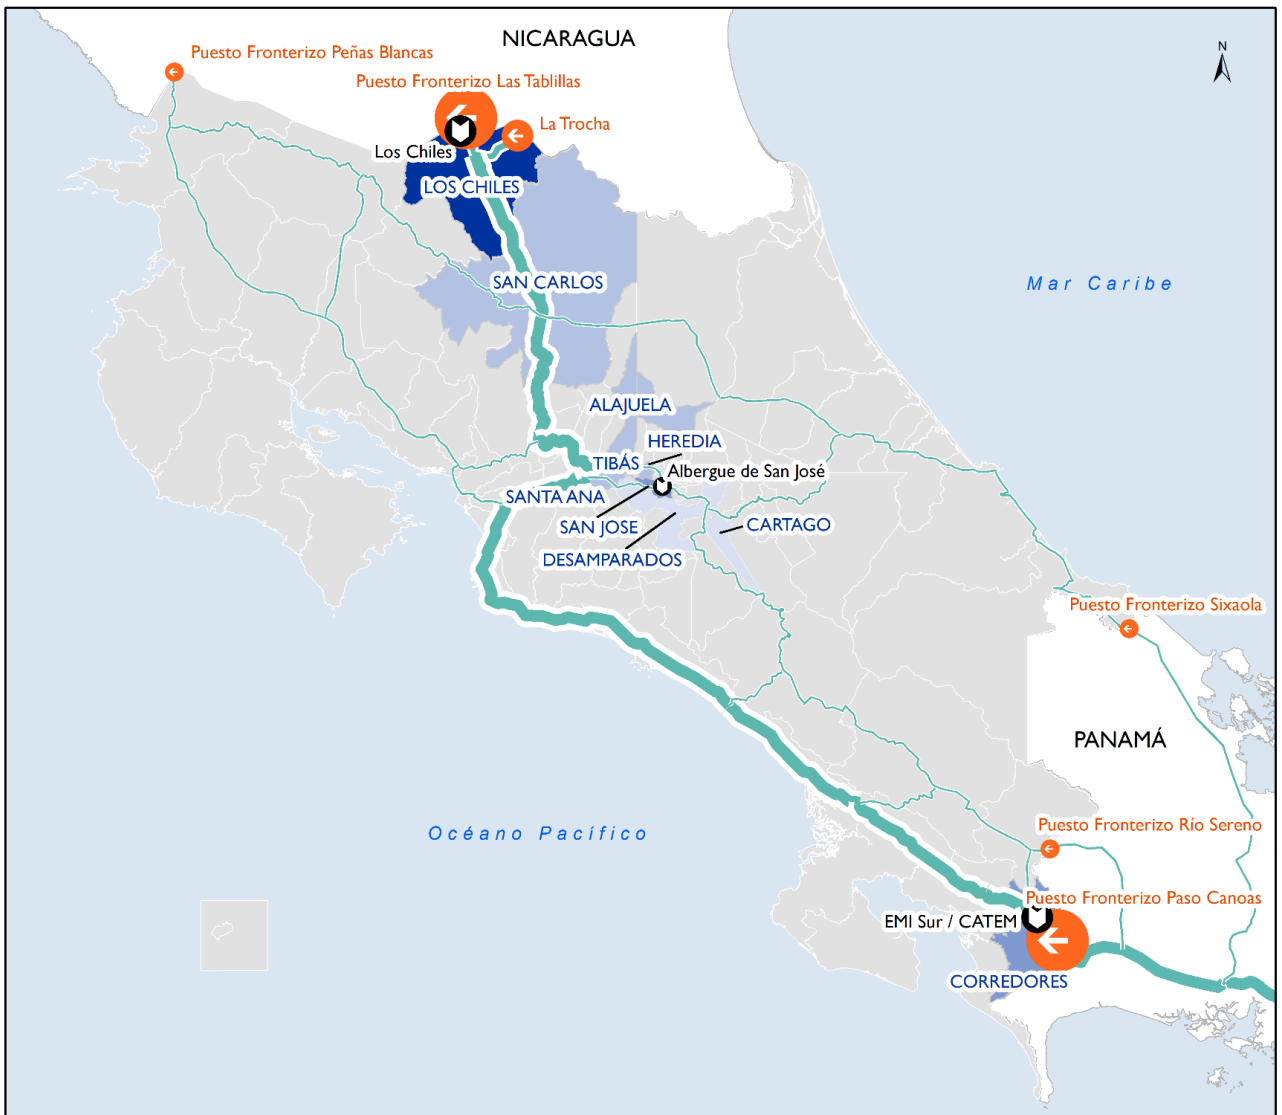 NICARAGUA
N
Puesto Fronterizo Peñas Blancas
Puesto Fronterizo Las Tablillas
La Trocha
Los Chiles
LOS CHILES
SAN CARLOS
Mar Caribe
ALAJUELA
HEREDIA
TIBÁS
Albergue de San José
SANTA ANA
SAN JOSE
CARTAGO
DESAMPARADOS
Puesto Fronterizo Sixaola
PANAMÁ
Océano Pacífico
Puesto Fronterizo Río Sereno
Puesto Fronterizo Paso Canoas
EMI Sur / CATEM
CORREDORES